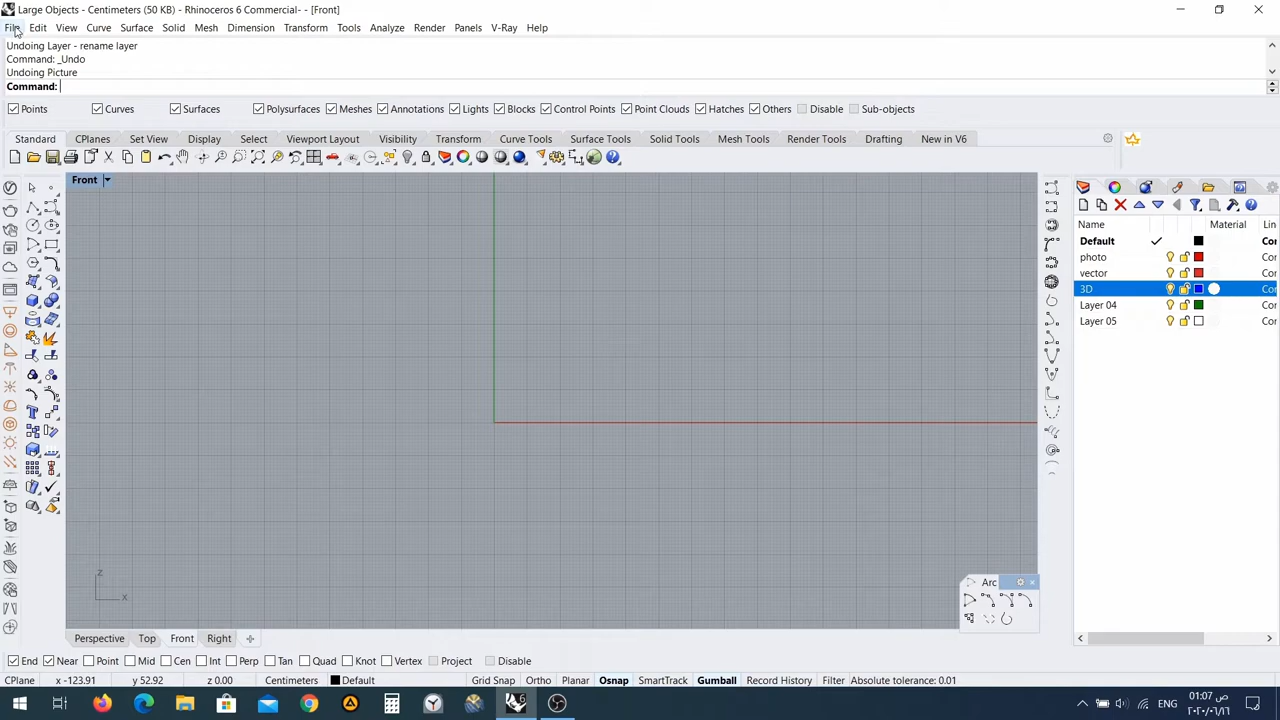 Large Objects - Centimeters (50 KB) - Rhinoceros 6 Commercial- - [Front]
File Edit View Curve Surface Solid Mesh Dimension Transform Tools Analyze Render Panels V-Ray Help
Undoing Layer - rename layer
Command: _Undo
Undoing Picture
Command:
Points Curves Surfaces Polysurfaces Meshes Annotations Lights Blocks Control Points Point Clouds Hatches Others Disable Sub-objects
Standard CPlanes Set View Display Select Viewport Layout Visibility Transform Curve Tools Surface Tools Solid Tools Mesh Tools Render Tools Drafting New in V6
Front
Name Material Lin
Default Con
photo Con
vector Con
3D Con
Layer 04 Con
Layer 05 Con
z
x
Arc
Perspective Top Front Right
End Near Point Mid Cen Int Perp Tan Quad Knot Vertex Project Disable
CPlane x -123.91 y 52.92 z 0.00 Centimeters Default Grid Snap Ortho Planar Osnap SmartTrack Gumball Record History Filter Absolute tolerance: 0.01
ENG
ص 01:07